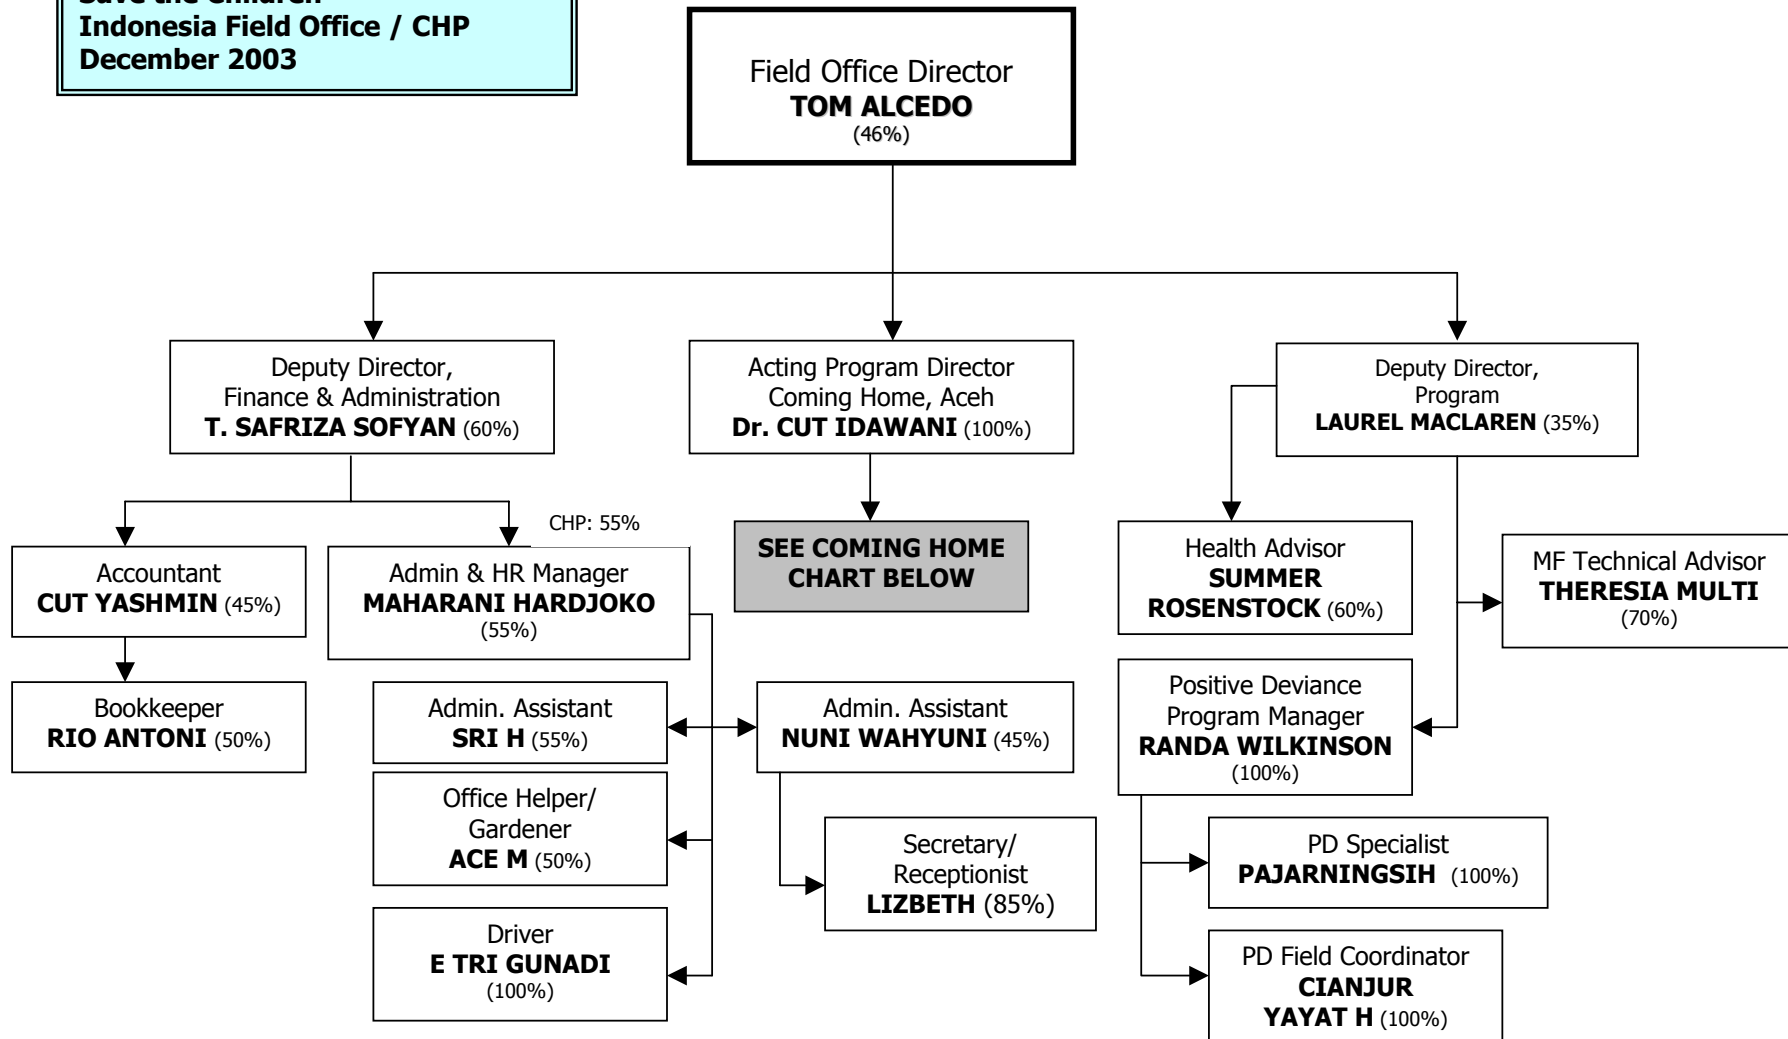 Save the Children
Indonesia Field Office / CHP
December 2003
Field Office Director
TOM ALCEDO
(46%)
Deputy Director,
Finance & Administration
T. SAFRIZA SOFYAN (60%)
Acting Program Director
Coming Home, Aceh
Dr. CUT IDAWANI (100%)
Deputy Director,
Program
LAUREL MACLAREN (35%)
CHP: 55%
Accountant
CUT YASHMIN (45%)
Admin & HR Manager
MAHARANI HARDJOKO
(55%)
SEE COMING HOME
CHART BELOW
Health Advisor
SUMMER
ROSENSTOCK (60%)
MF Technical Advisor
THERESIA MULTI
(70%)
Bookkeeper
RIO ANTONI (50%)
Admin. Assistant
SRI H (55%)
Admin. Assistant
NUNI WAHYUNI (45%)
Positive Deviance
Program Manager
RANDA WILKINSON
(100%)
Office Helper/
Gardener
ACE M (50%)
Secretary/
Receptionist
LIZBETH (85%)
PD Specialist
PAJARNINGSIH (100%)
Driver
E TRI GUNADI
(100%)
PD Field Coordinator
CIANJUR
YAYAT H (100%)